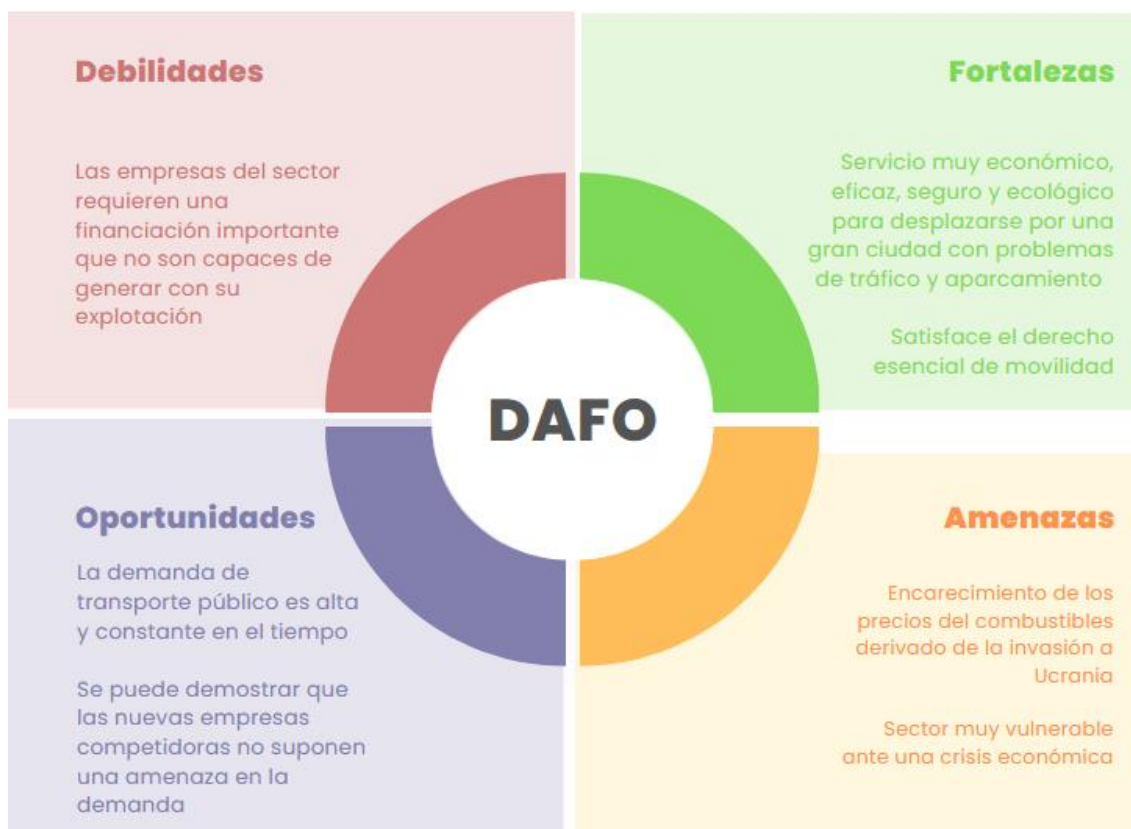 Debilidades
Las empresas del sector
requieren una
financiación importante
que no son capaces de
generar con su
explotación
Fortalezas
Servicio muy económico,
eficaz, seguro y ecológico
para desplazarse por una
gran ciudad con problemas
de tráfico y aparcamiento
Satisface el derecho
esencial de movilidad
DAFO
Oportunidades
La demanda de
transporte público es alta
y constante en el tiempo
Se puede demostrar que
las nuevas empresas
competidoras no suponen
una amenaza en la
demanda
Amenazas
Encarecimiento de los
precios del combustibles
derivado de la invasión a
Ucrania
Sector muy vulnerable
ante una crisis económica